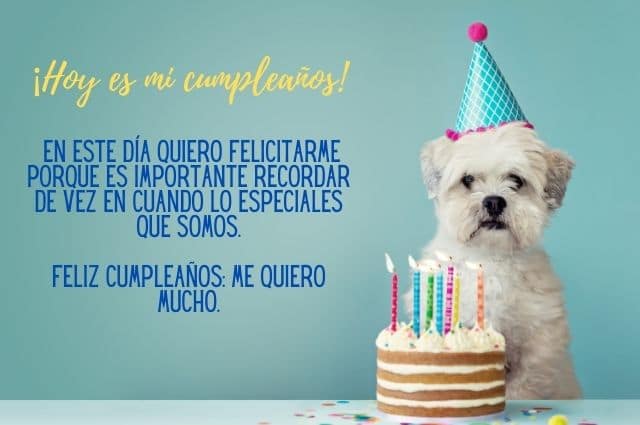 ¡Hoy es mi cumpleaños!
EN ESTE DÍA QUIERO FELICITARME
PORQUE ES IMPORTANTE RECORDAR
DE VEZ EN CUANDO LO ESPECIALES
QUE SOMOS.
FELIZ CUMPLEAÑOS: ME QUIERO
MUCHO.